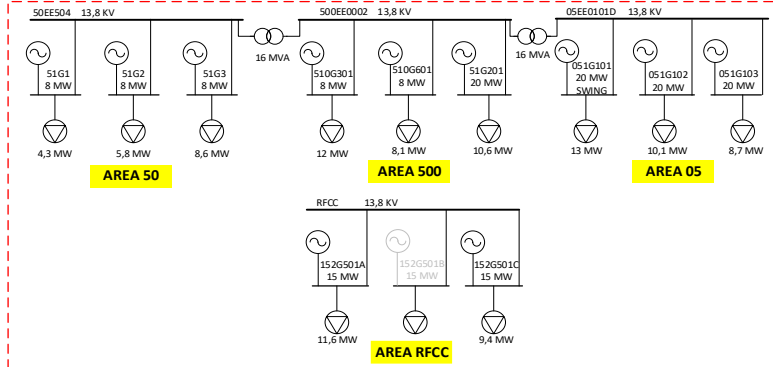 50EE504 13,8 KV
500EE0002 13,8 KV
05EE0101D 13,8 KV
16 MVA
16 MVA
51G1
8 MW
51G2
8 MW
51G3
8 MW
510G301
8 MW
510G601
8 MW
51G201
20 MW
051G101
20 MW
SWING
051G102
20 MW
051G103
20 MW
4,3 MW
5,8 MW
8,6 MW
12 MW
8,1 MW
10,6 MW
13 MW
10,1 MW
8,7 MW
AREA 50
AREA 500
AREA 05
RFCC 13,8 KV
152G501A
15 MW
152G501B
15 MW
152G501C
15 MW
11,6 MW
9,4 MW
AREA RFCC